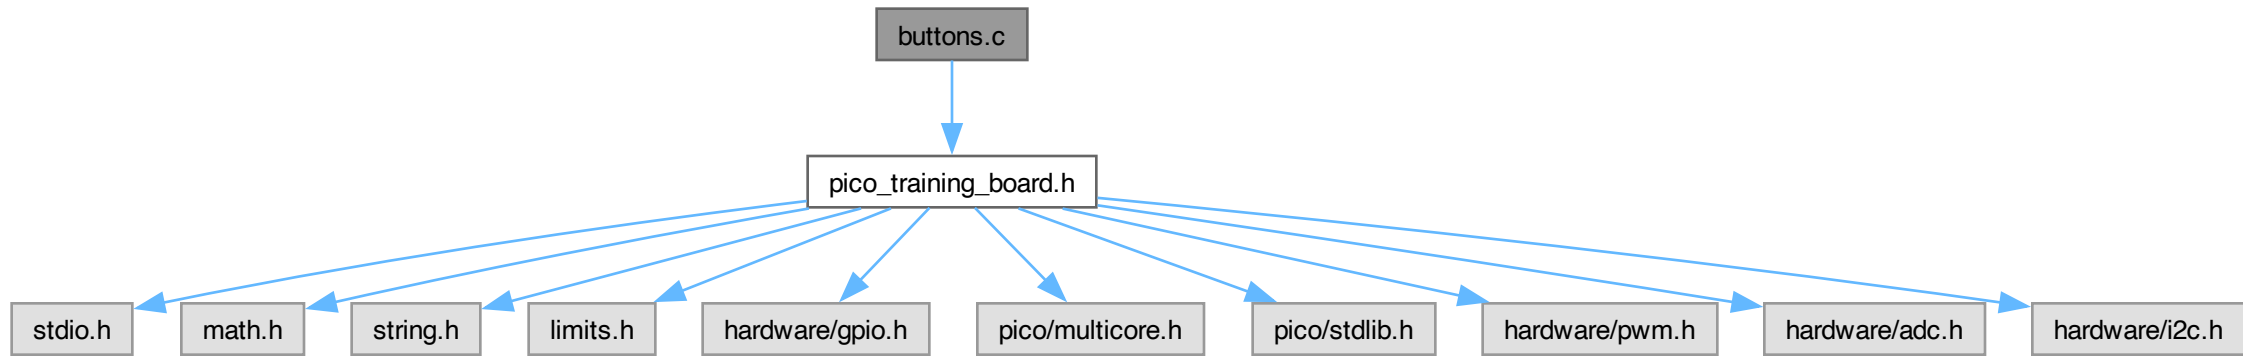 buttons.c
pico_training_board.h
stdio.h
math.h
string.h
limits.h
hardware/gpio.h
pico/multicore.h
pico/stdlib.h
hardware/pwm.h
hardware/adc.h
hardware/i2c.h